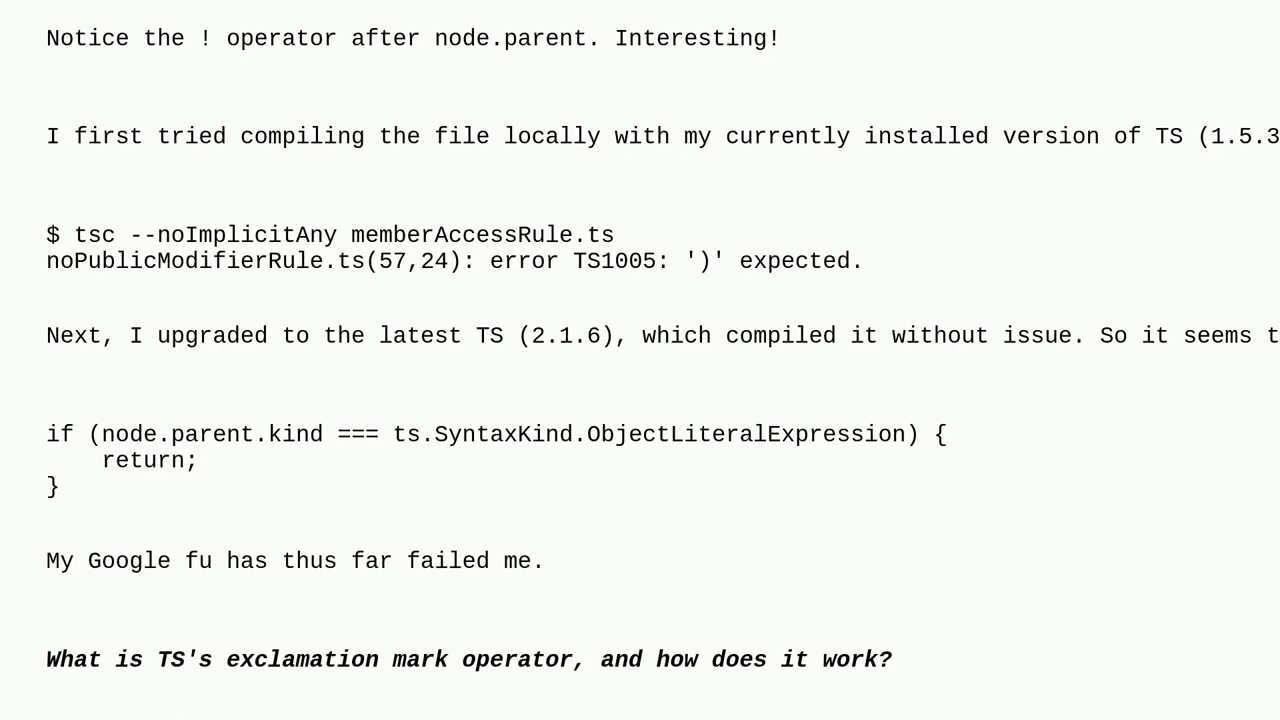 Notice the ! operator after node.parent. Interesting!
I first tried compiling the file locally with my currently installed version of TS (1.5.3
$ tsc --noImplicitAny memberAccessRule.ts
noPublicModifierRule.ts(57,24): error TS1005: ')' expected.
Next, I upgraded to the latest TS (2.1.6), which compiled it without issue. So it seems t
if (node.parent.kind === ts.SyntaxKind.ObjectLiteralExpression) {
    return;
}
My Google fu has thus far failed me.
What is TS's exclamation mark operator, and how does it work?